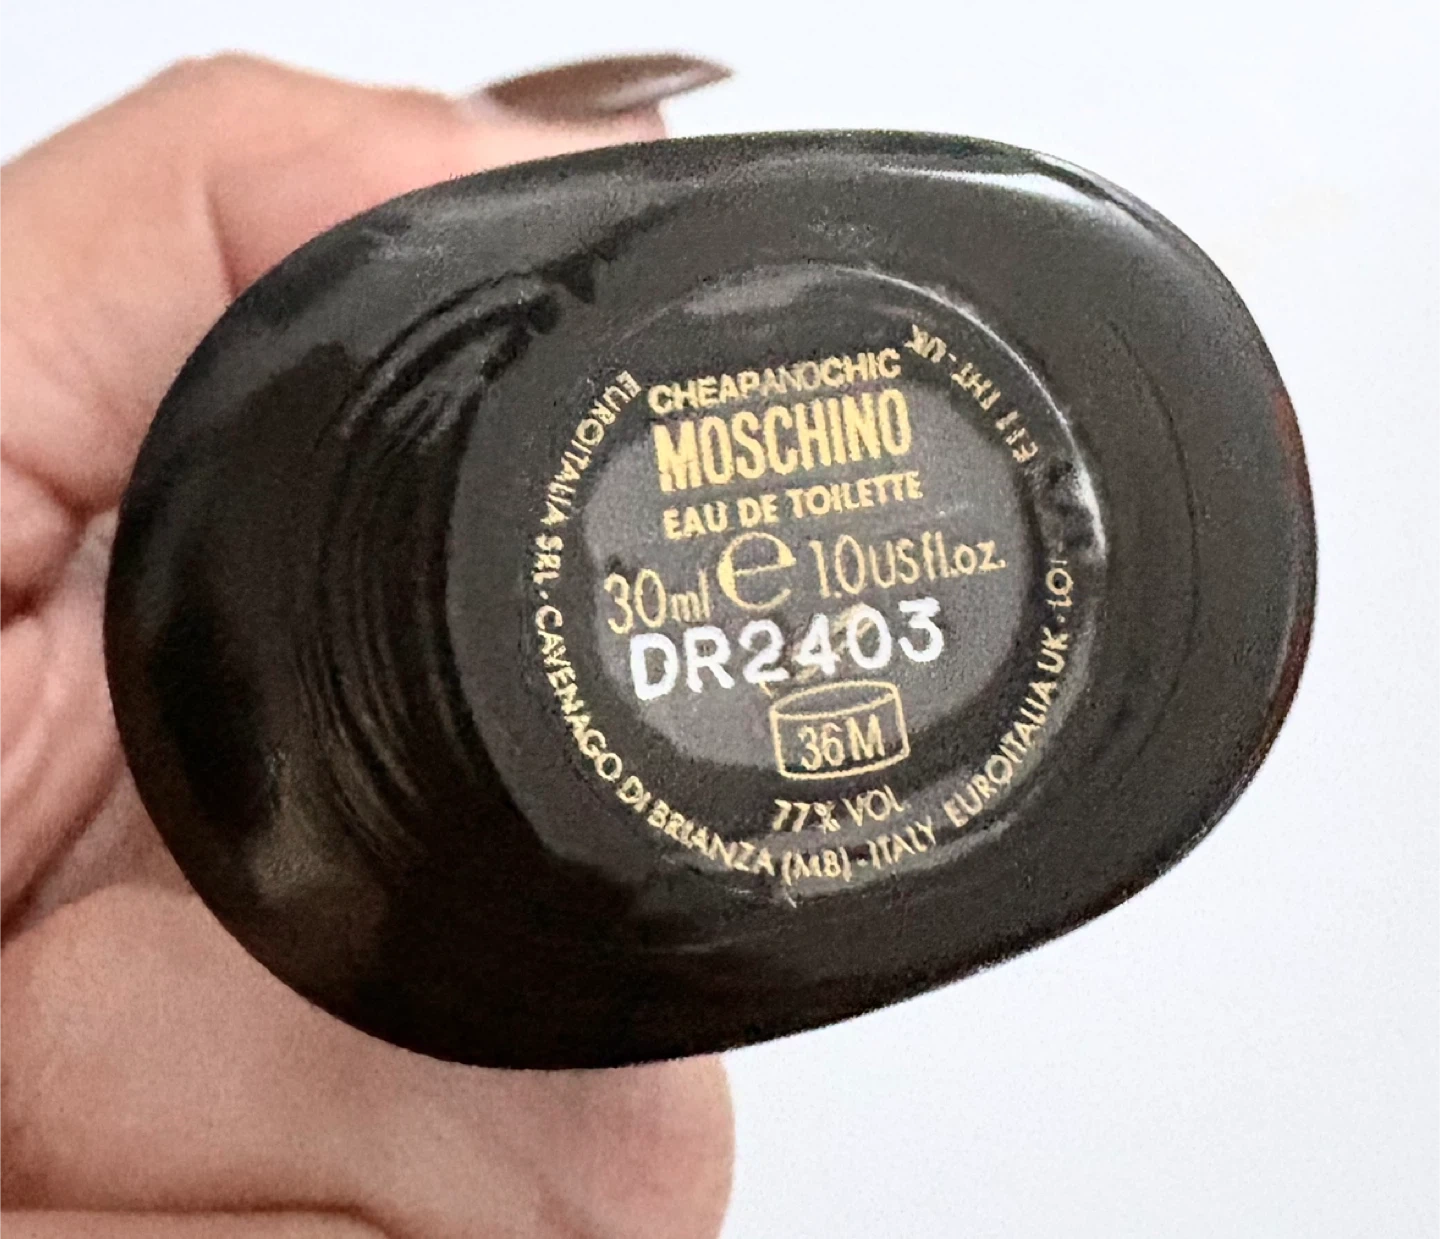 CHEAPANDCHIC
MOSCHINO
EAU DE TOILETTE
30ml e 1.0 US fl.oz.
DR2403
36M
77% VOL
EUROITALIA SRL · CAVENAGO DI BRIANZA (MB) - ITALY EUROITALIA UK
UK